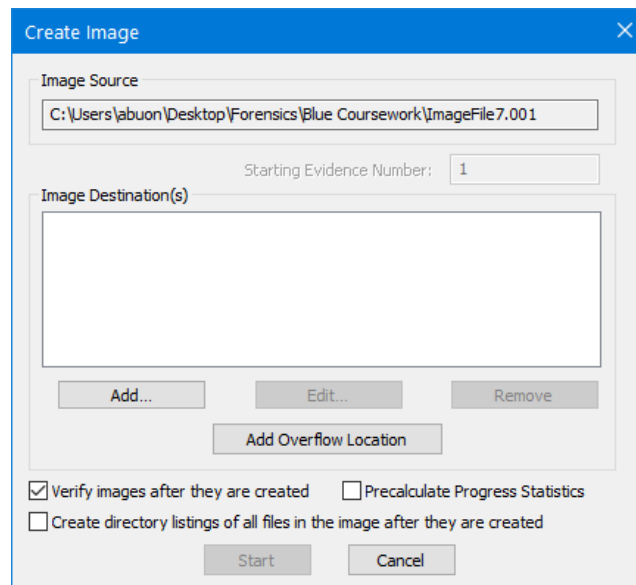 Create Image
Image Source
C:\Users\abuon\Desktop\Forensics\Blue Coursework\ImageFile7.001
Starting Evidence Number: 1
Image Destination(s)
Add... Edit... Remove
Add Overflow Location
Verify images after they are created Precalculate Progress Statistics
Create directory listings of all files in the image after they are created
Start Cancel